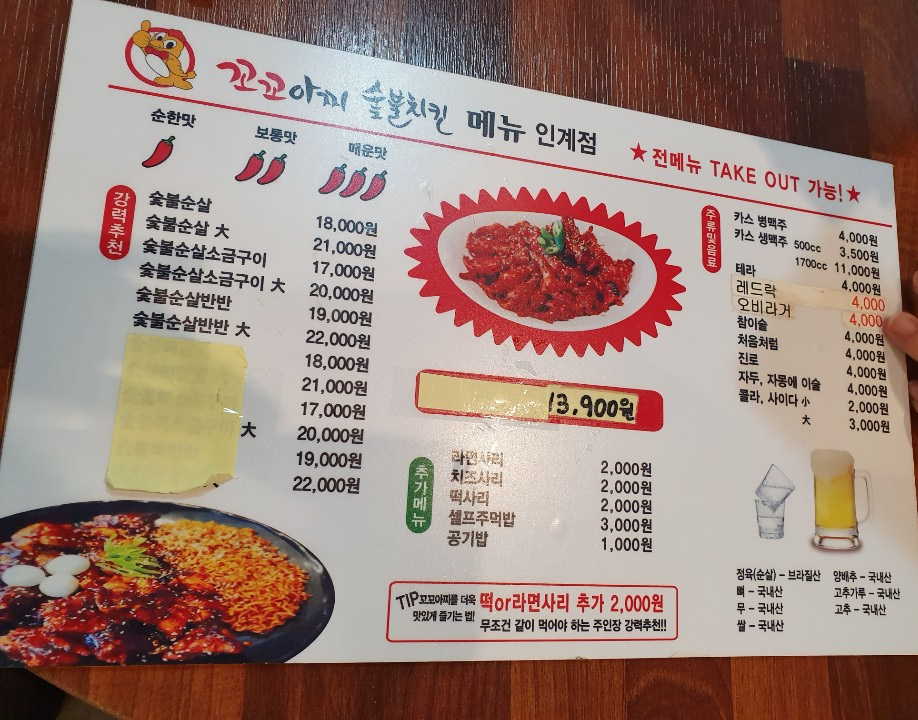 꼬꼬아찌 숯불치킨 메뉴 인계점
★전메뉴 TAKE OUT 가능!★
순한맛
보통맛
매운맛
강력추천
숯불순살 18,000원
숯불순살 大 21,000원
숯불순살소금구이 17,000원
숯불순살소금구이 大 20,000원
숯불순살반반 19,000원
숯불순살반반 大 22,000원
18,000원
21,000원
17,000원
大 20,000원
19,000원
22,000원
13,900원
추가메뉴
라면사리 2,000원
치즈사리 2,000원
떡사리 2,000원
셀프주먹밥 3,000원
공기밥 1,000원
TIP 꼬꼬아찌를 더욱 맛있게 즐기는 법!
떡or라면사리 추가 2,000원
무조건 같이 먹어야 하는 주인장 강력추천!!
주류및음료
카스 병맥주 4,000원
카스 생맥주 500cc 3,500원
1700cc 11,000원
테라 4,000원
레드락 4,000
오비라거 4,000
참이슬 4,000원
처음처럼 4,000원
진로 4,000원
자두, 자몽에 이슬 4,000원
콜라, 사이다 小 2,000원
大 3,000원
정육(순살) – 브라질산
뼈 – 국내산
무 – 국내산
쌀 – 국내산
양배추 – 국내산
고추가루 – 국내산
고추 – 국내산